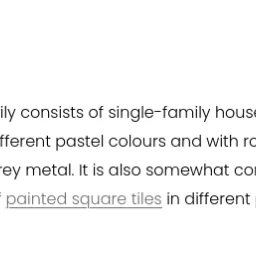 ily consists of single-family hous
fferent pastel colours and with ro
rey metal. It is also somewhat co
painted square tiles in different